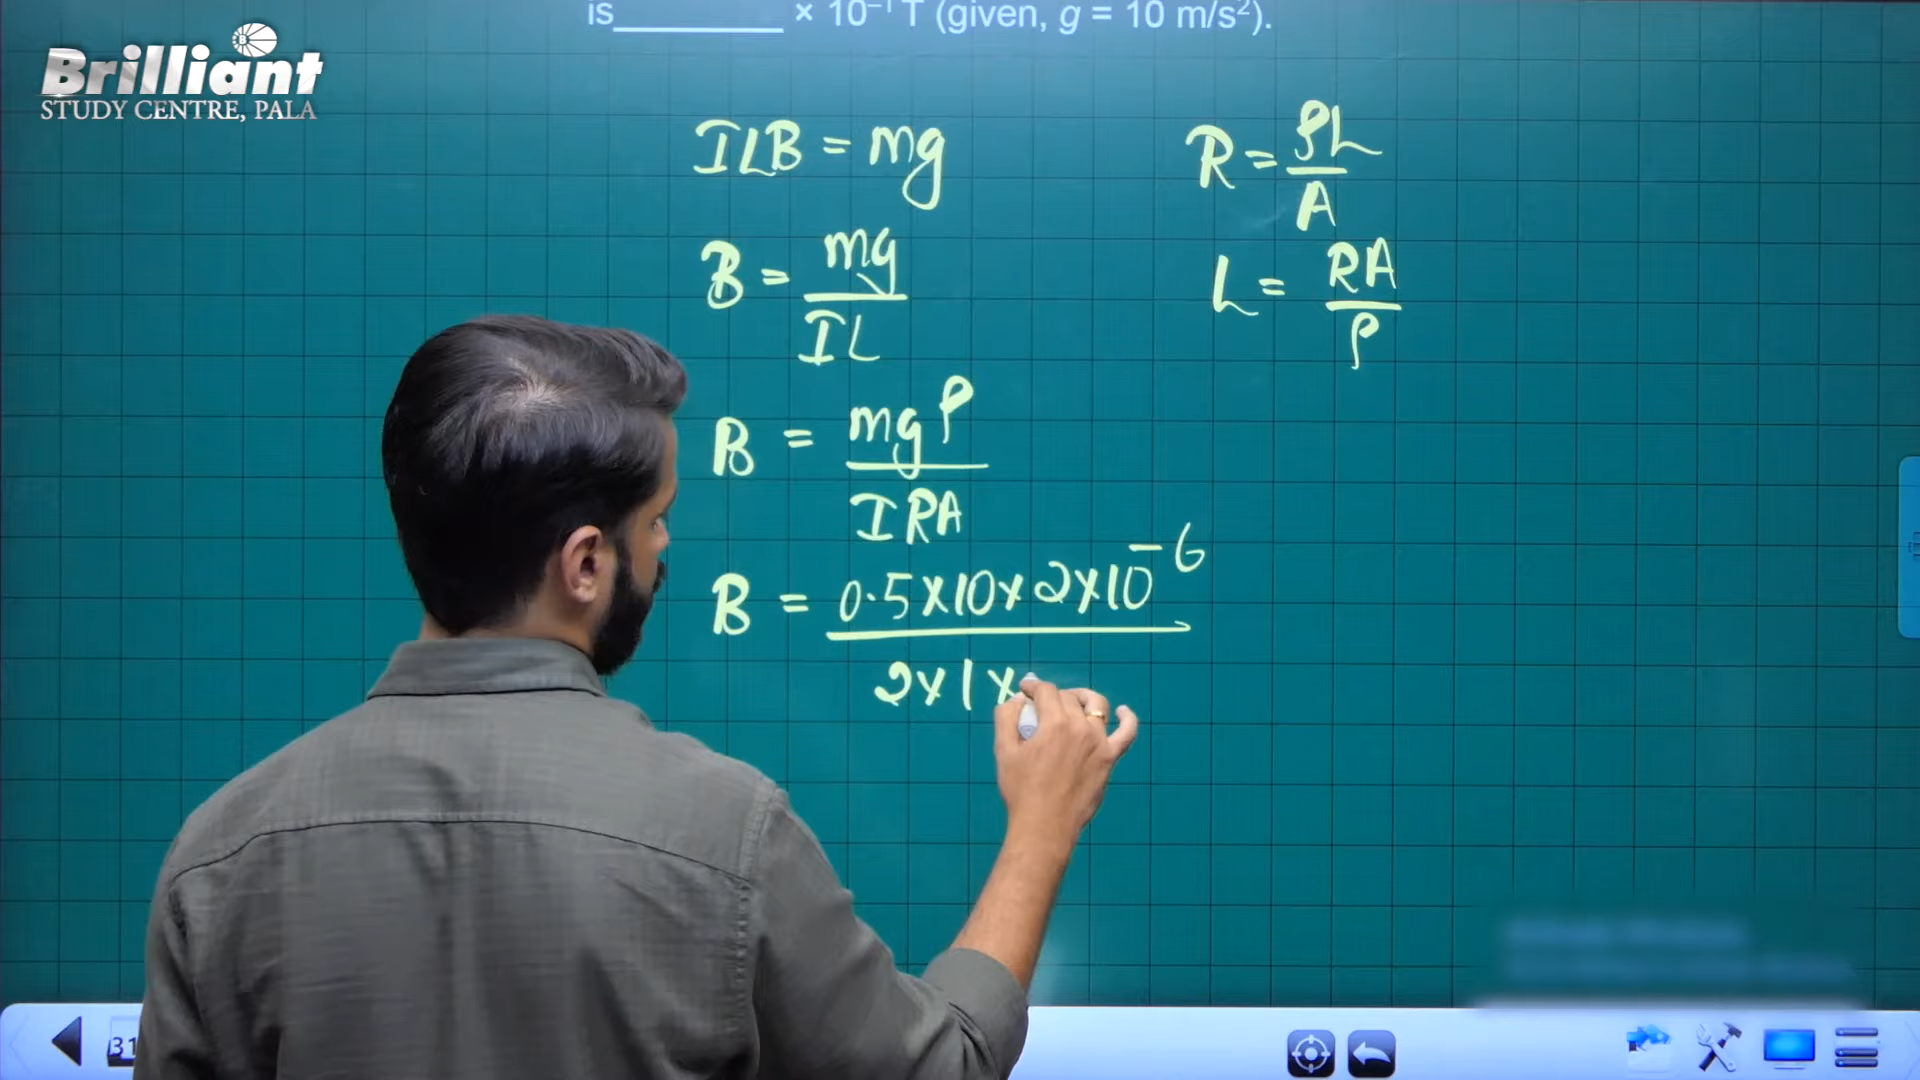 is________ × 10⁻¹ T (given, g = 10 m/s²).
Brilliant
STUDY CENTRE, PALA
ILB = mg
B = mg / IL
B = mgρ / IRA
B = 0.5×10×2×10⁻⁶ / 2×1×
R = ρL / A
L = RA / ρ
31